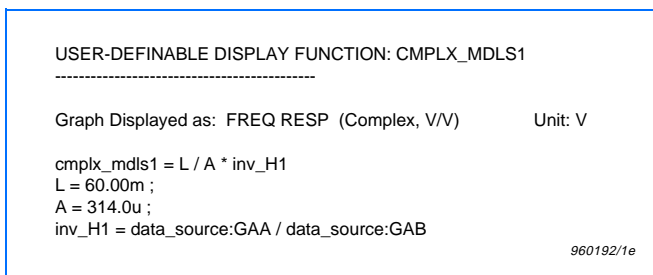 USER-DEFINABLE DISPLAY FUNCTION: CMPLX_MDLS1
--------------------------------------------
Graph Displayed as: FREQ RESP (Complex, V/V) Unit: V
cmplx_mdls1 = L / A * inv_H1
L = 60.00m ;
A = 314.0u ;
inv_H1 = data_source:GAA / data_source:GAB
960192/1e